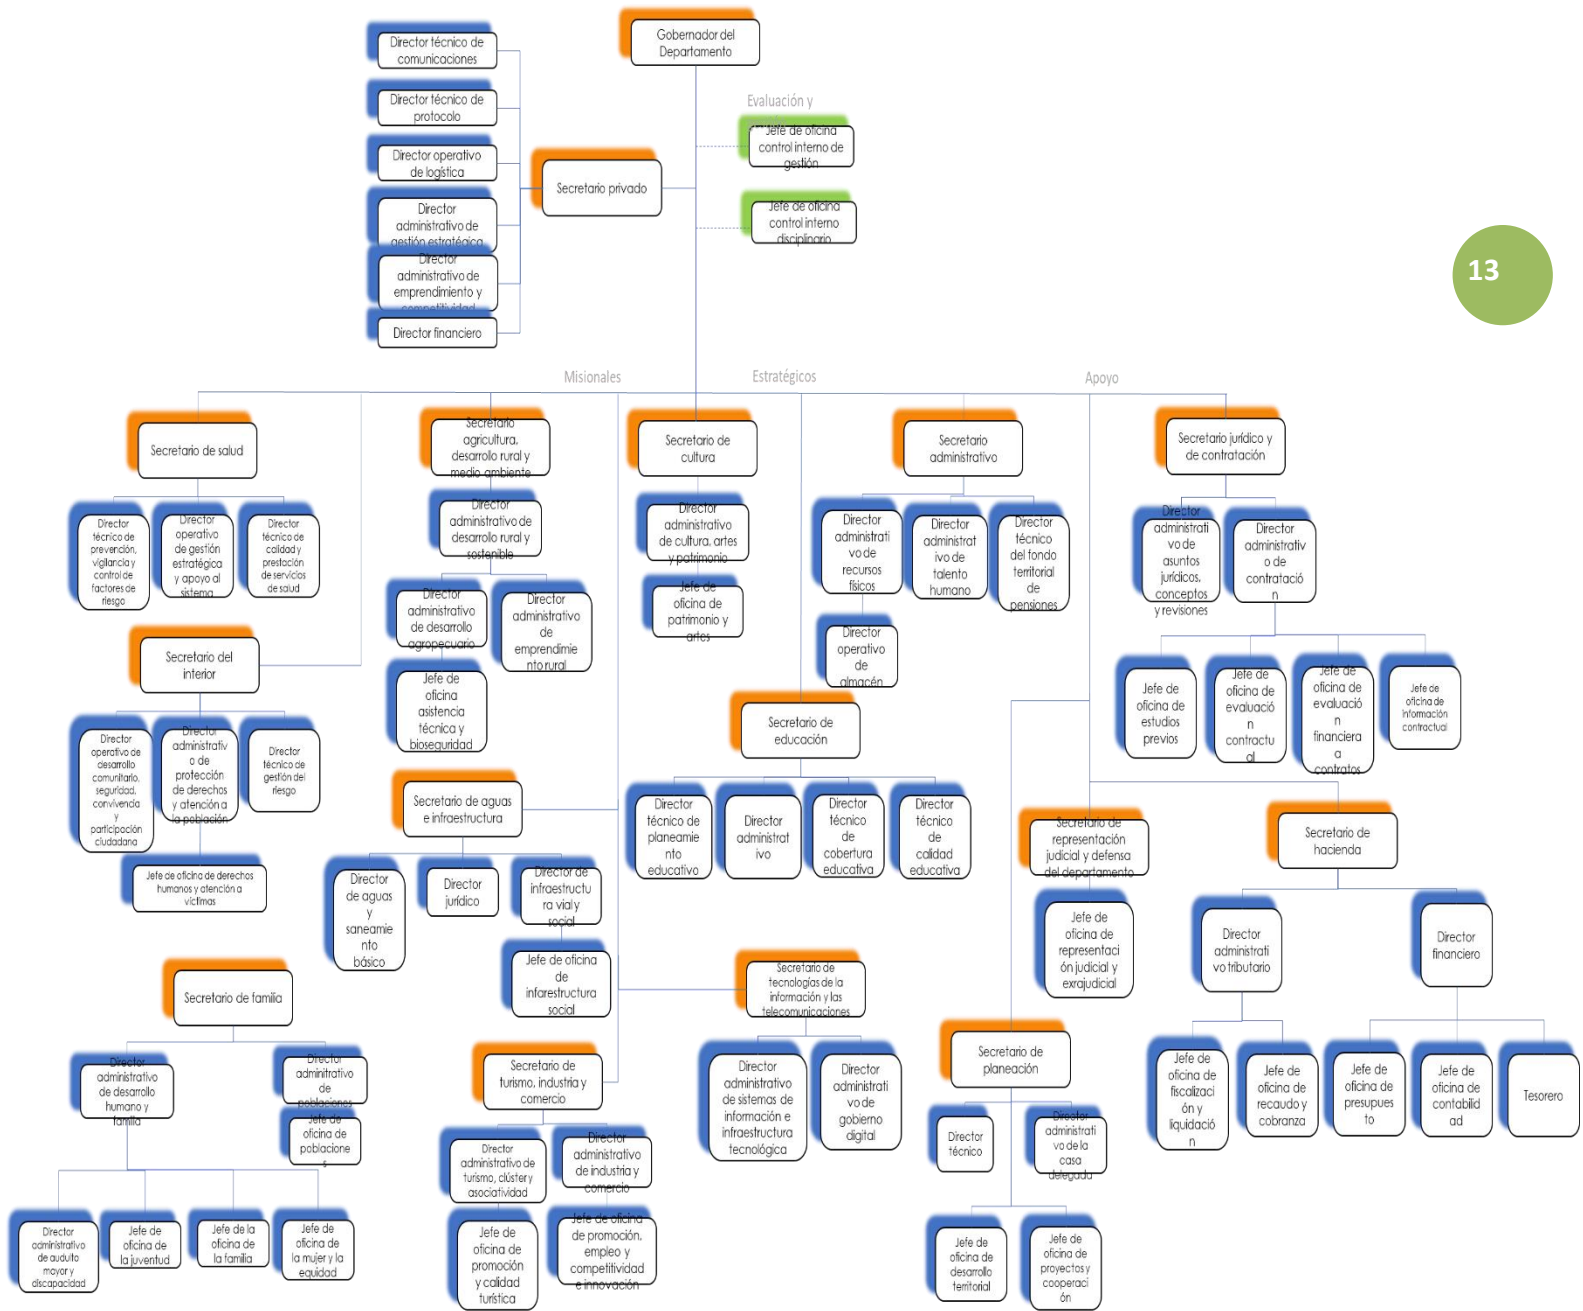 Gobernador del
Departamento
Director técnico de
comunicaciones
Director técnico de
protocolo
Director operativo
de logística
Director
administrativo de
gestión estratégica
Director
administrativo de
emprendimiento y
competitividad
Director financiero
Secretario privado
Evaluación y
Jefe de oficina
control interno de
gestión
Jefe de oficina
control interno
disciplinario
13
Misionales
Estratégicos
Apoyo
Secretario de salud
Director
técnico de
prevención,
vigilancia y
control de
factores de
riesgo
Director
operativo
de gestión
estratégica
y apoyo al
sistema
Director
técnico de
calidad y
prestación
de servicios
de salud
Secretario del
interior
Director
operativo de
desarrollo
comunitario,
seguridad,
convivencia
y
participación
ciudadana
Director
administrativ
o de
protección
de derechos
y atención a
la población
Director
técnico de
gestión del
riesgo
Jefe de oficina de derechos
humanos y atención a
víctimas
Secretario de familia
Director
administrativo
de desarrollo
humano y
familia
Director
adminitrativo
de
poblaciones
Jefe de
oficina de
poblacione
s
Director
administrativo
de auduito
mayor y
discapacidad
Jefe de
oficina de
la juventud
Jefe de la
oficina de
la familia
Jefe de
oficina de
la mujer y la
equidad
Secretario
agricultura,
desarrollo rural y
medio ambiente
Director
administrativo de
desarrollo rural y
sostenible
Director
administrativo
de desarrollo
agropecuario
Director
administrativo
de
emprendimie
nto rural
Jefe de
oficina
asistencia
técnica y
bioseguridad
Secretario de aguas
e infraestructura
Director
de aguas
y
saneamie
nto
básico
Director
jurídico
Director de
infraestructu
ra vial y
social
Jefe de oficina
de
infarestructura
social
Secretario de
turismo, industria y
comercio
Director
administrativo de
turismo, clúster y
asociatividad
Director
administrativo
de industria y
comercio
Jefe de
oficina de
promoción
y calidad
turística
Jefe de oficina
de promoción,
empleo y
competitividad
e innovación
Secretario de
cultura
Director
administrativo
de cultura, artes
y patrimonio
Jefe de
oficina de
patrimonio y
artes
Secretario de
educación
Director
técnico de
planeamie
nto
educativo
Director
administrat
ivo
Director
técnico
de
cobertura
educativa
Director
técnico
de
calidad
educativa
Secretario de
tecnologías de la
información y las
telecomunicaciones
Director
administrativo
de sistemas de
información e
infraestructura
tecnológica
Director
administrati
vo de
gobierno
digital
Secretario
administrativo
Director
administrati
vo de
recursos
físicos
Director
administrat
ivo de
talento
humano
Director
técnico
del fondo
territorial
de
pensiones
Director
operativo
de
almacén
Secretario jurídico y
de contratación
Director
administrati
vo de
asuntos
jurídicos,
conceptos
y revisiones
Director
administrativ
o de
contratació
n
Jefe de
oficina de
estudios
previos
Jefe de
oficina de
evaluació
n
contractu
al
Jefe de
oficina de
evaluació
n
financiera
a
contratos
Jefe de
oficina de
información
contractual
Secretario de
representación
judicial y defensa
del departamento
Jefe de
oficina de
representaci
ón judicial y
exrajudicial
Secretario de
hacienda
Director
administrati
vo tributario
Director
financiero
Jefe de
oficina de
fiscalizaci
ón y
liquidació
n
Jefe de
oficina de
recaudo y
cobranza
Jefe de
oficina de
presupues
to
Jefe de
oficina de
contabilid
ad
Tesorero
Secretario de
planeación
Director
técnico
Director
administrati
vo de la
casa
delegada
Jefe de
oficina de
desarrollo
territorial
Jefe de
oficina de
proyectos y
cooperaci
ón